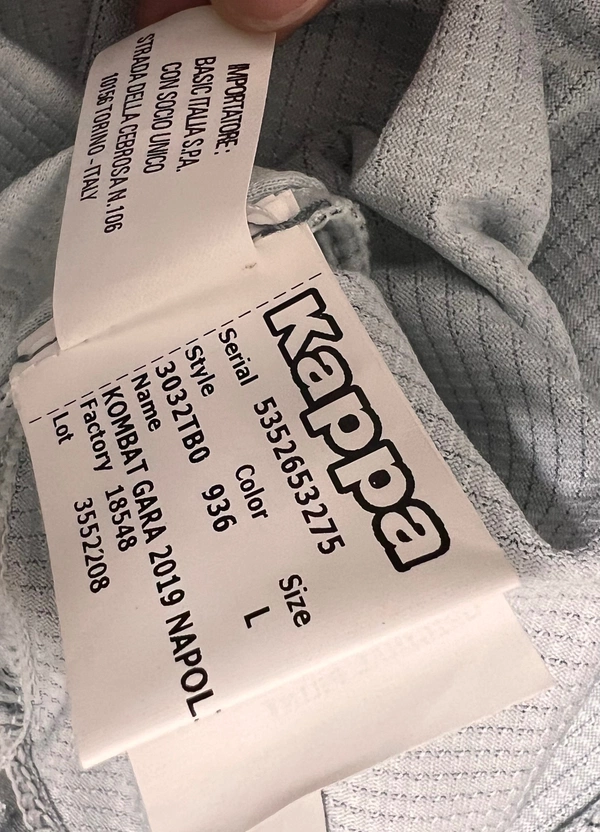 IMPORTATORE:
BASIC ITALIA S.P.A.
CON SOCIO UNICO
STRADA DELLA CEBROSA N.106
10156 TORINO - ITALY
Kappa
Serial 5352653275
Style Color Size
3032TB0 936 L
Name
KOMBAT GARA 2019 NAPOL.
Factory 18548
Lot 3552208